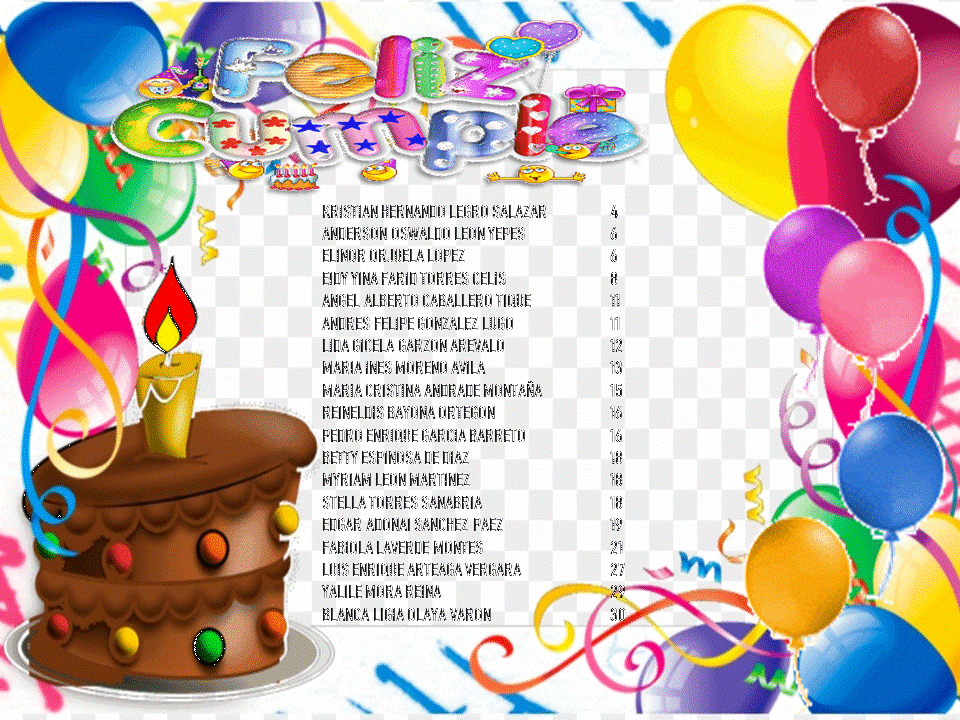 Feliz
Cumple
KRISTIAN HERNANDO LEGRO SALAZAR 4
ANDERSON OSWALDO LEON YEPES 6
ELINOR ORJUELA LOPEZ 6
EIDY YINA FARID TORRES CELIS 8
ANGEL ALBERTO CABALLERO TIQUE 11
ANDRES FELIPE GONZALEZ LUGO 11
LIDA GICELA GARZON AREVALO 12
MARIA INES MORENO AVILA 13
MARIA CRISTINA ANDRADE MONTAÑA 15
REINELDIS BAYONA ORTEGON 16
PEDRO ENRIQUE GARCIA BARRETO 16
BETTY ESPINOSA DE DIAZ 18
MYRIAM LEON MARTINEZ 18
STELLA TORRES SANABRIA 18
EDGAR ADONAI SANCHEZ PAEZ 19
FABIOLA LAVERDE MONTES 21
LUIS ENRIQUE ARTEAGA VERGARA 27
YALILE MORA REINA 29
BLANCA LIGIA OLAYA VARON 30